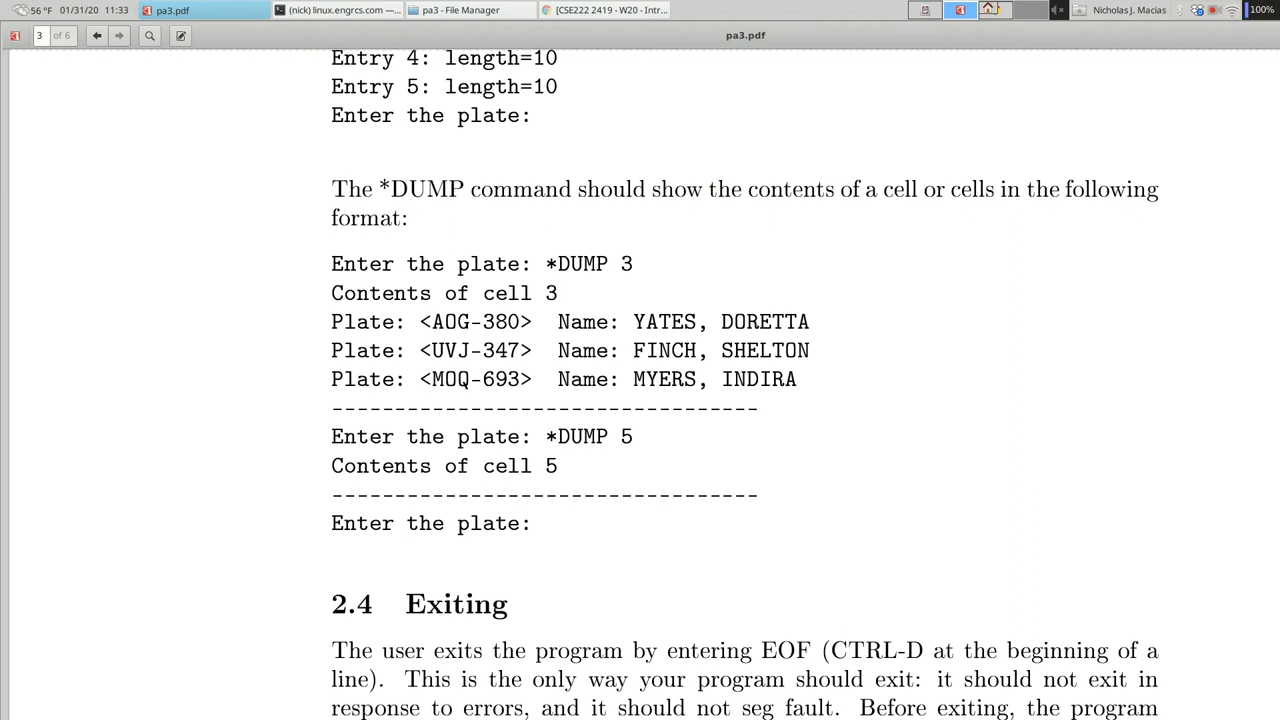 56 °F 01/31/20 11:33 pa3.pdf (nick) linux.engrcs.com —... pa3 - File Manager [CSE222 2419 - W20 - Intr... Nicholas J. Macias 100%
3 of 6 pa3.pdf
Entry 4: length=10
Entry 5: length=10
Enter the plate:
The *DUMP command should show the contents of a cell or cells in the following
format:
Enter the plate: *DUMP 3
Contents of cell 3
Plate: <AOG-380>  Name: YATES, DORETTA
Plate: <UVJ-347>  Name: FINCH, SHELTON
Plate: <MOQ-693>  Name: MYERS, INDIRA
----------------------------------
Enter the plate: *DUMP 5
Contents of cell 5
----------------------------------
Enter the plate:
2.4 Exiting
The user exits the program by entering EOF (CTRL-D at the beginning of a
line). This is the only way your program should exit: it should not exit in
response to errors, and it should not seg fault. Before exiting, the program